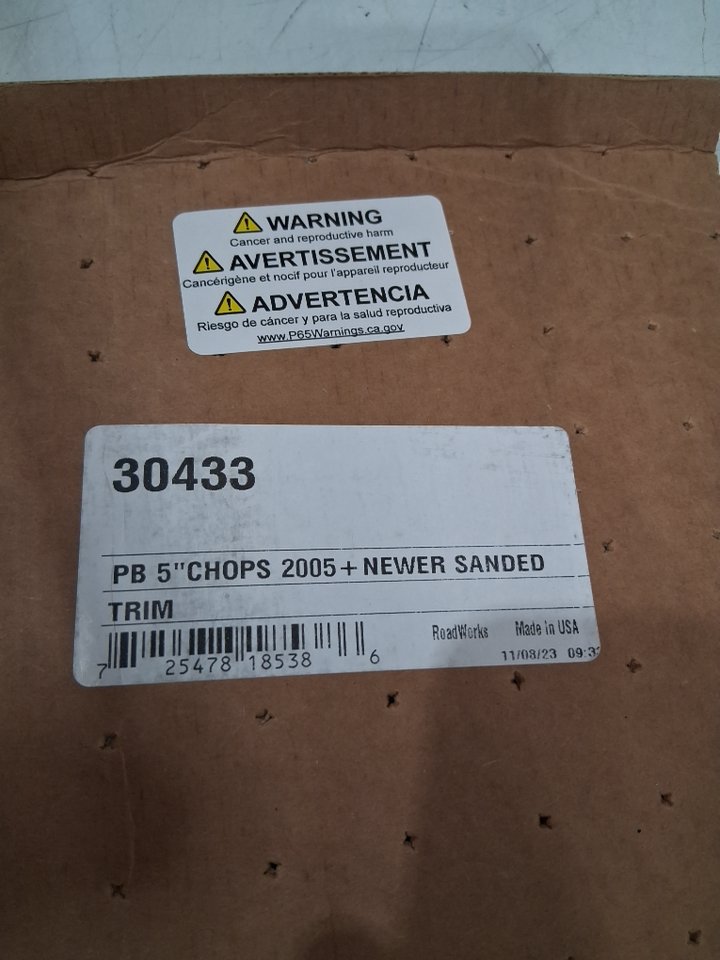 WARNING
Cancer and reproductive harm
AVERTISSEMENT
Cancérigène et nocif pour l'appareil reproducteur
ADVERTENCIA
Riesgo de cáncer y para la salud reproductiva
www.P65Warnings.ca.gov
30433
PB 5"CHOPS 2005+NEWER SANDED
TRIM
RoadWorks Made in USA
7 25478 18538 6
11/08/23